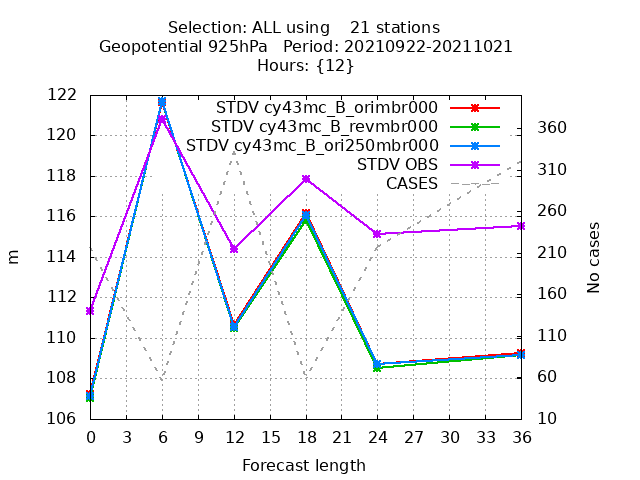 Selection: ALL using    21 stations
Geopotential 925hPa   Period: 20210922-20211021
Hours: {12}
STDV cy43mc_B_orimbr000
STDV cy43mc_B_revmbr000
STDV cy43mc_B_ori250mbr000
STDV OBS
CASES
122
120
118
116
114
112
110
108
106
m
360
310
260
210
160
110
60
10
No cases
0 3 6 9 12 15 18 21 24 27 30 33 36
Forecast length